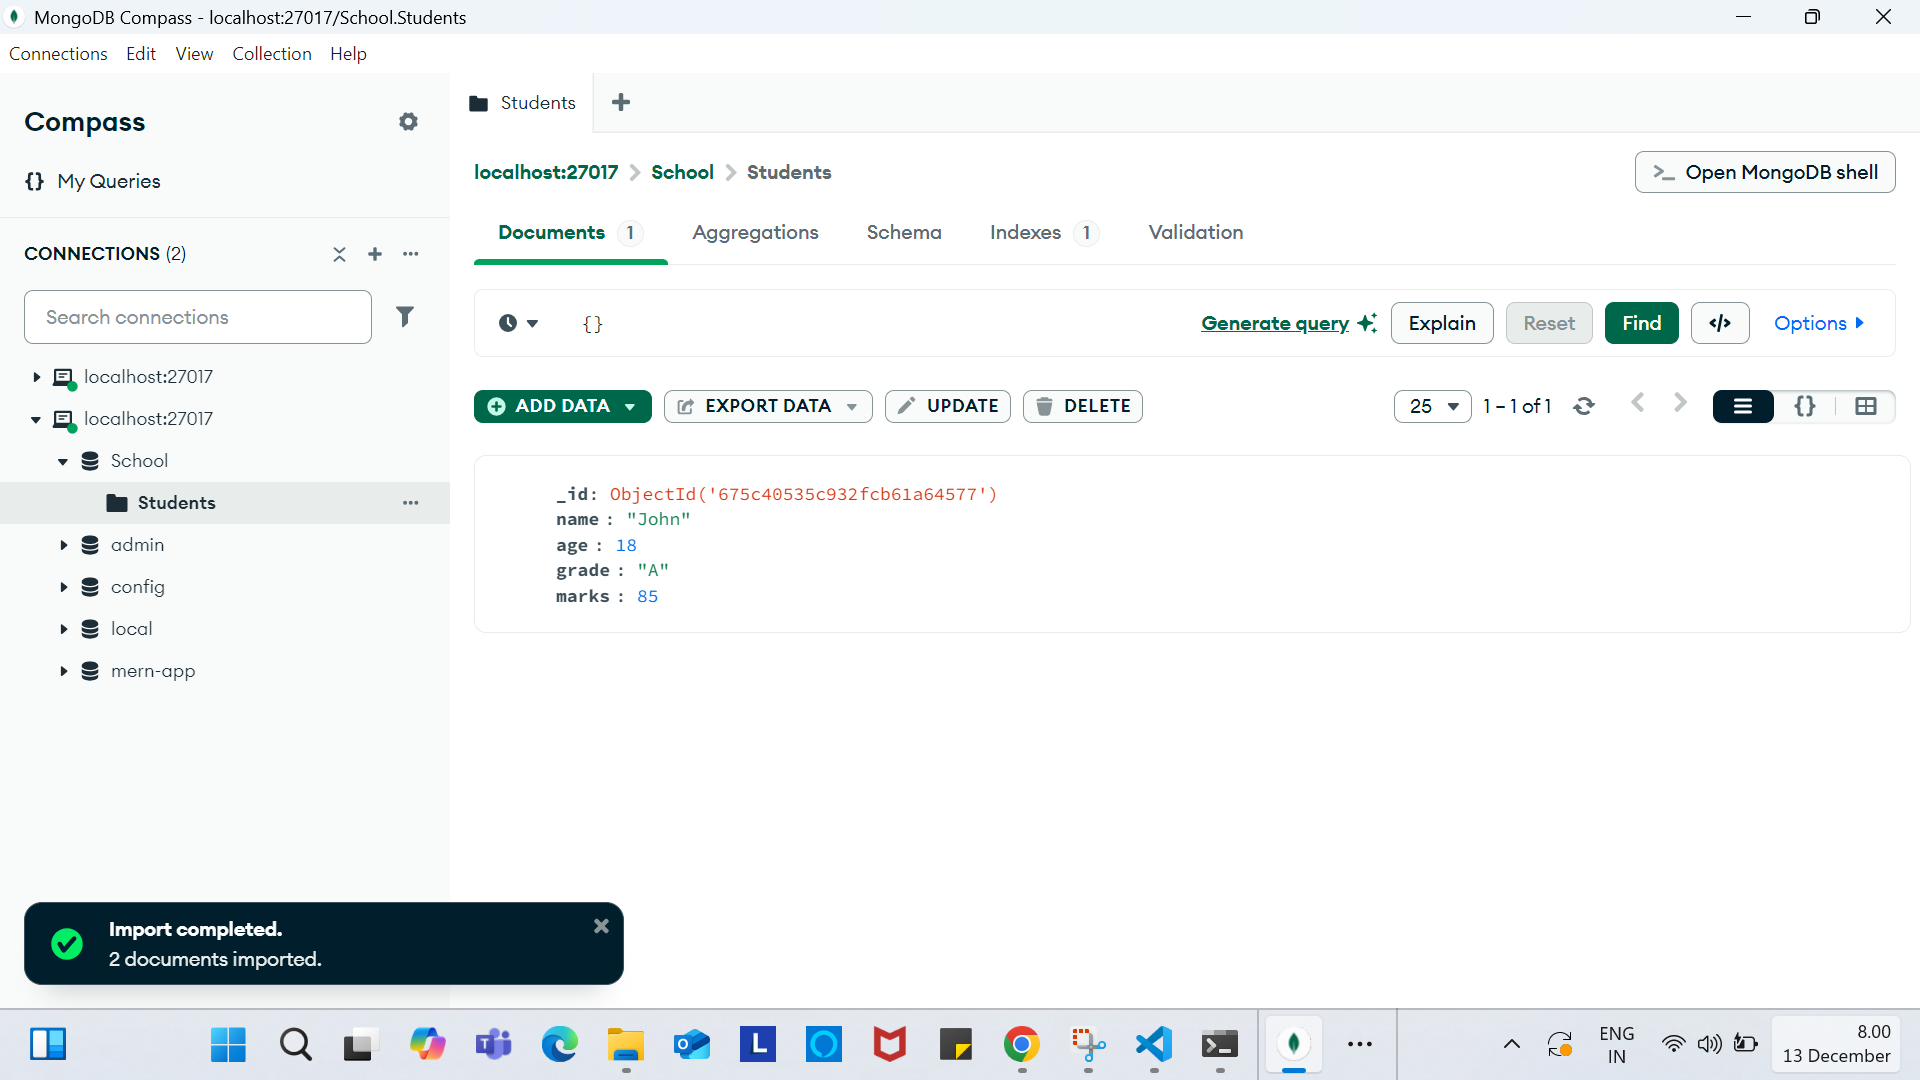 MongoDB Compass - localhost:27017/School.Students
Connections Edit View Collection Help
Compass
{} My Queries
CONNECTIONS (2)
Search connections
localhost:27017
localhost:27017
School
Students
admin
config
local
mern-app
Students
localhost:27017 > School > Students
>_ Open MongoDB shell
Documents 1 Aggregations Schema Indexes 1 Validation
{} Generate query Explain Reset Find </> Options
ADD DATA EXPORT DATA UPDATE DELETE 25 1 – 1 of 1 {}
_id: ObjectId('675c40535c932fcb61a64577')
name : "John"
age : 18
grade : "A"
marks : 85
Import completed.
2 documents imported.
L
ENG
IN
8.00
13 December